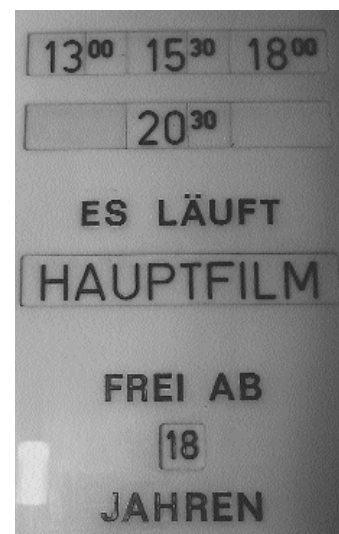 13⁰⁰ 15³⁰ 18⁰⁰
20³⁰
ES LÄUFT
HAUPTFILM
FREI AB
18
JAHREN